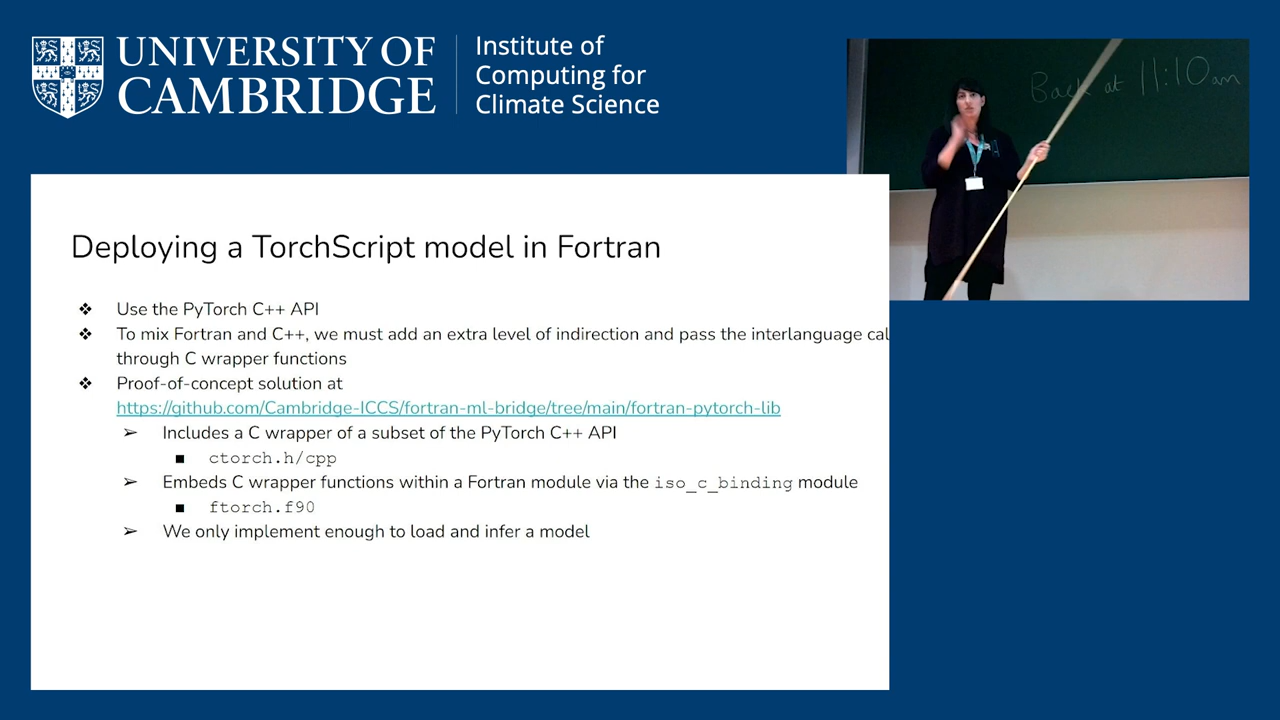 UNIVERSITY OF
CAMBRIDGE
Institute of
Computing for
Climate Science
Back at 11:10am
Deploying a TorchScript model in Fortran
❖ Use the PyTorch C++ API
❖ To mix Fortran and C++, we must add an extra level of indirection and pass the interlanguage cal
through C wrapper functions
❖ Proof-of-concept solution at
https://github.com/Cambridge-ICCS/fortran-ml-bridge/tree/main/fortran-pytorch-lib
➢ Includes a C wrapper of a subset of the PyTorch C++ API
■ ctorch.h/cpp
➢ Embeds C wrapper functions within a Fortran module via the iso_c_binding module
■ ftorch.f90
➢ We only implement enough to load and infer a model